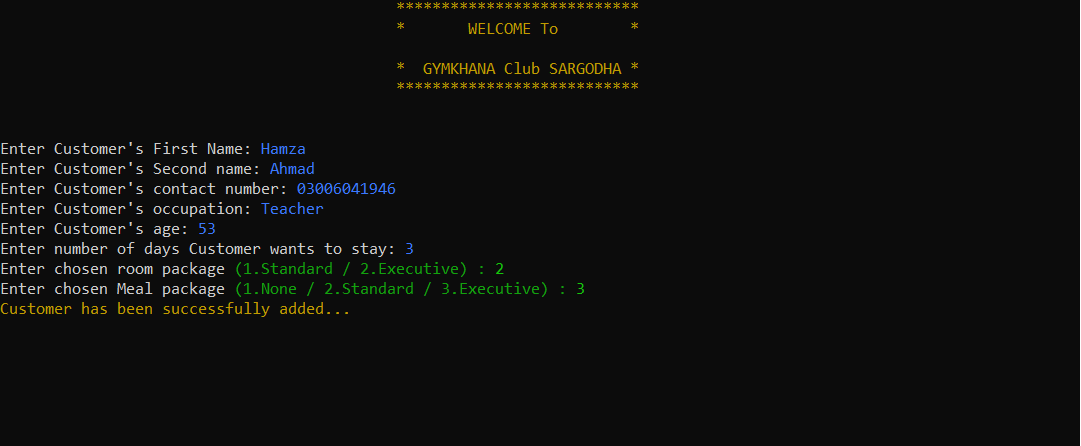 ***************************
* WELCOME To *
* GYMKHANA Club SARGODHA *
***************************
Enter Customer's First Name: Hamza
Enter Customer's Second name: Ahmad
Enter Customer's contact number: 03006041946
Enter Customer's occupation: Teacher
Enter Customer's age: 53
Enter number of days Customer wants to stay: 3
Enter chosen room package (1.Standard / 2.Executive) : 2
Enter chosen Meal package (1.None / 2.Standard / 3.Executive) : 3
Customer has been successfully added...